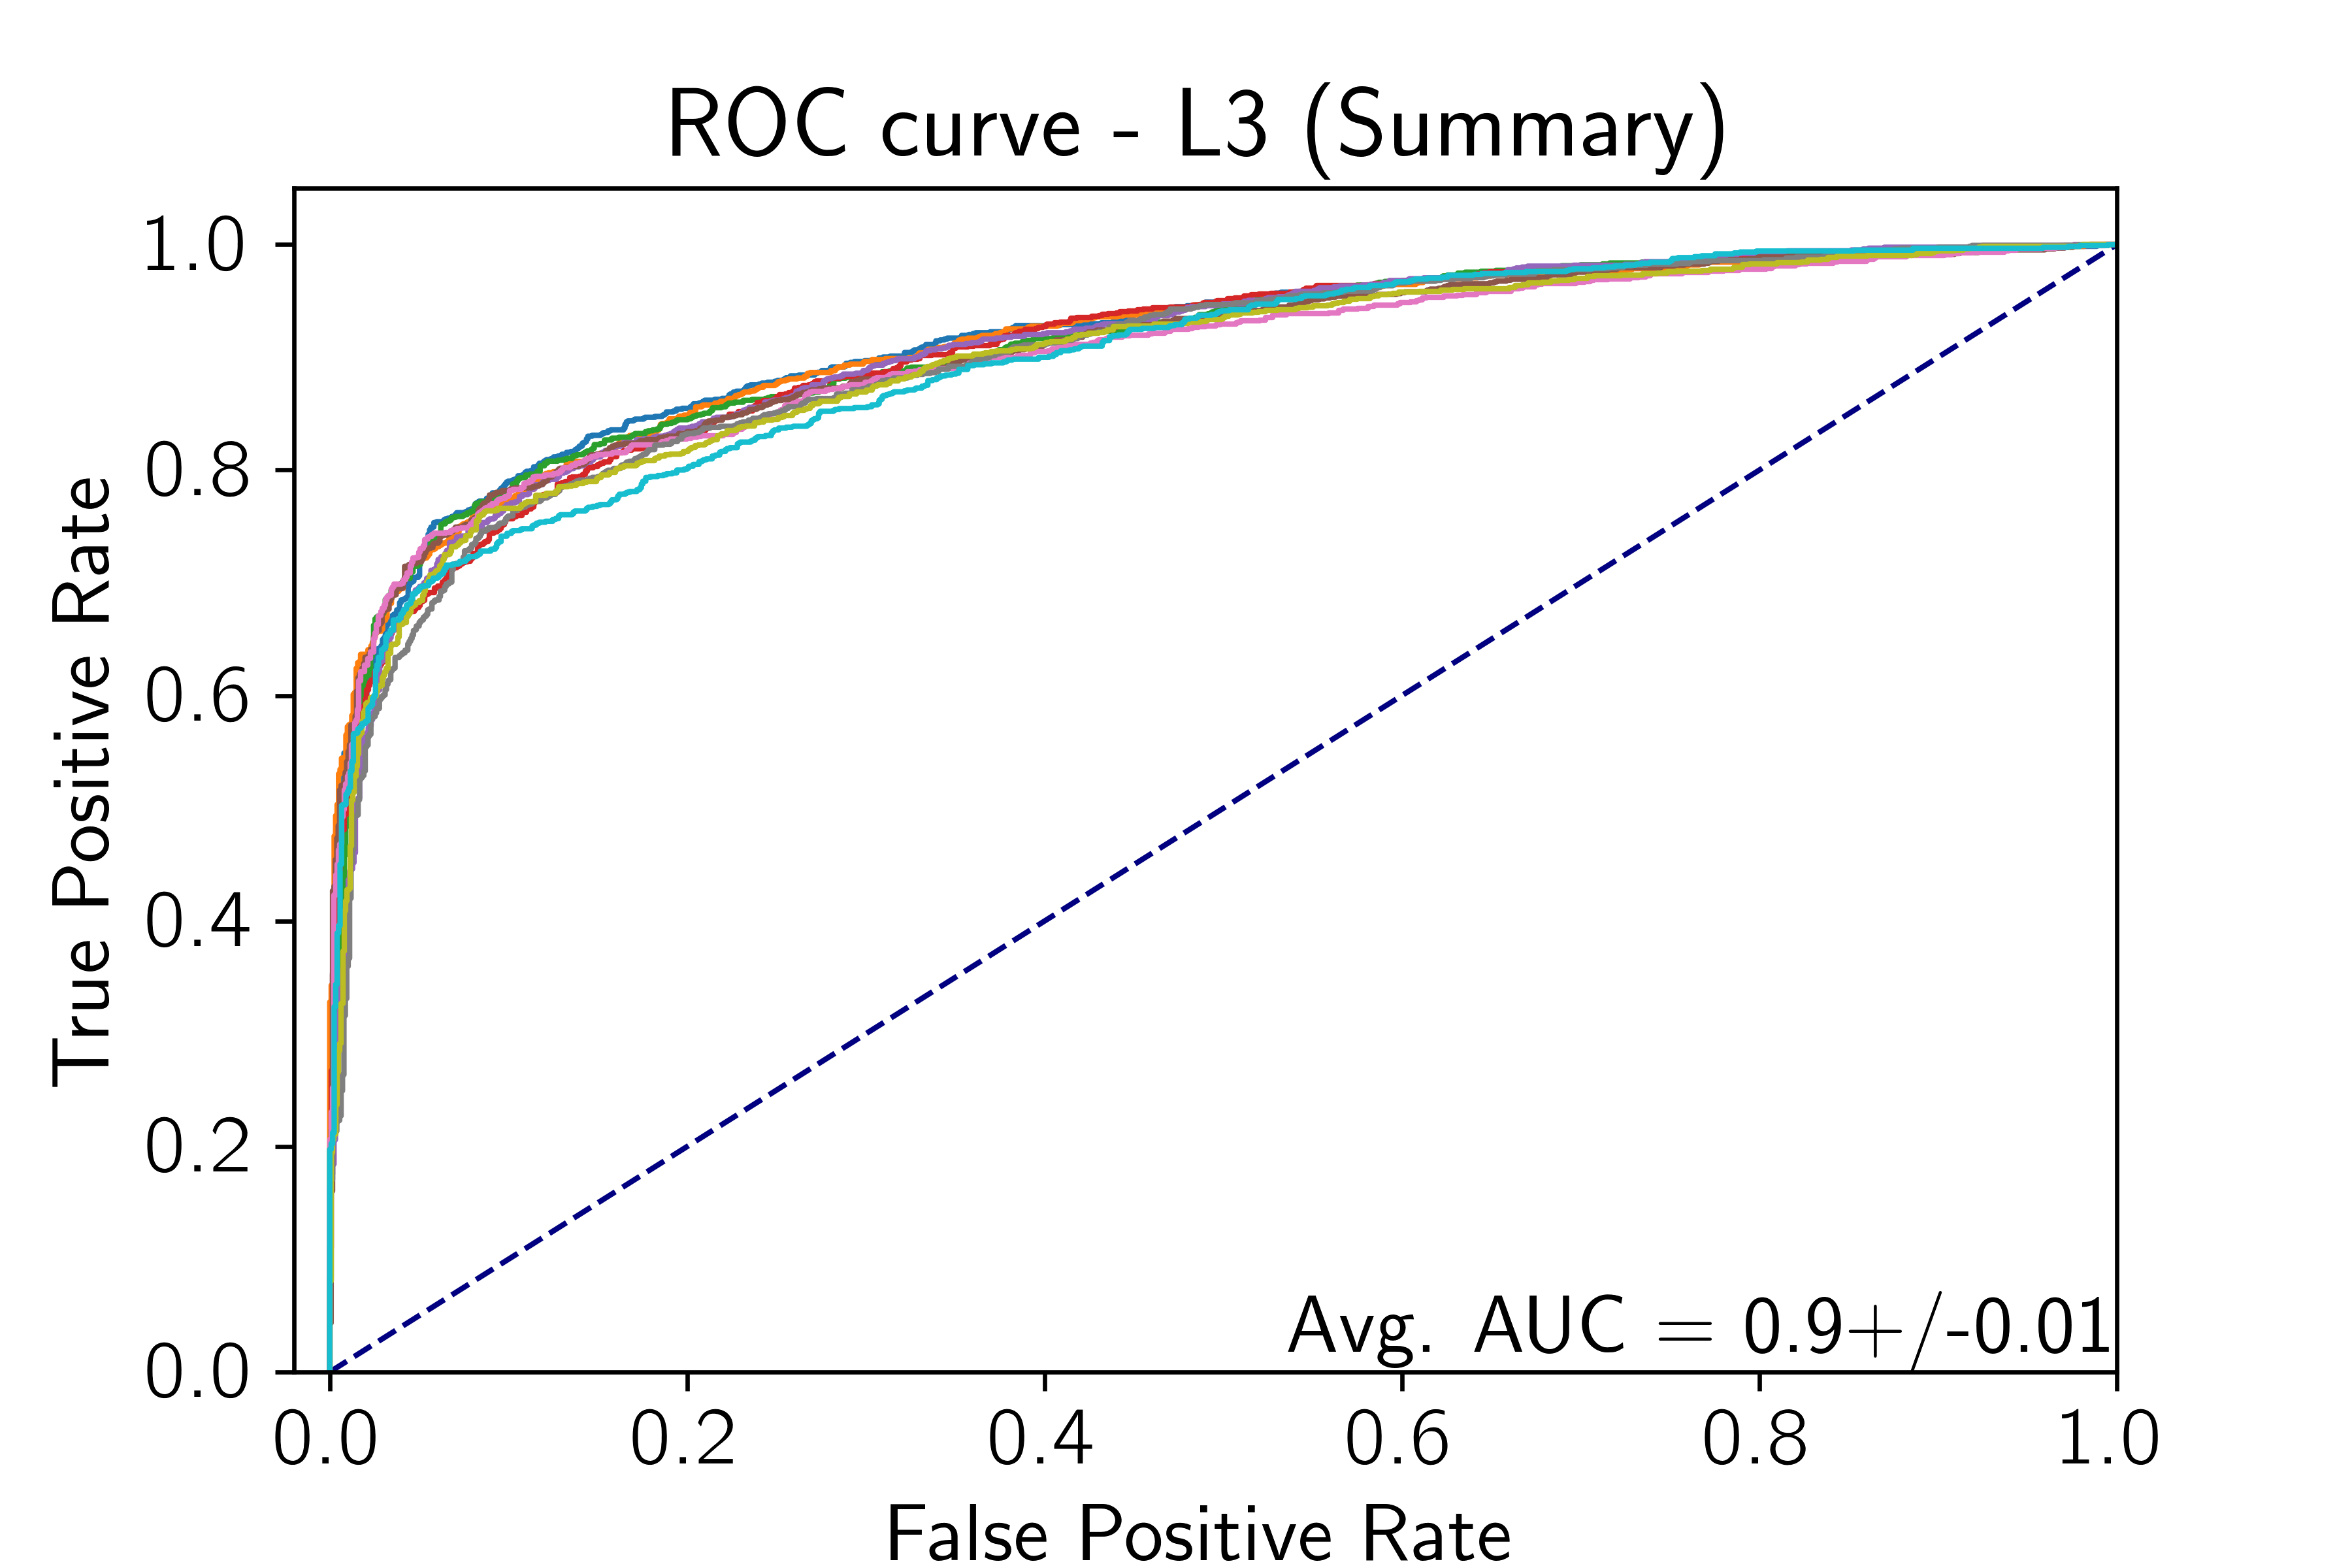 ROC curve - L3 (Summary)
True Positive Rate
1.0
0.8
0.6
0.4
0.2
0.0
Avg. AUC = 0.9+/-0.01
0.0 0.2 0.4 0.6 0.8 1.0
False Positive Rate